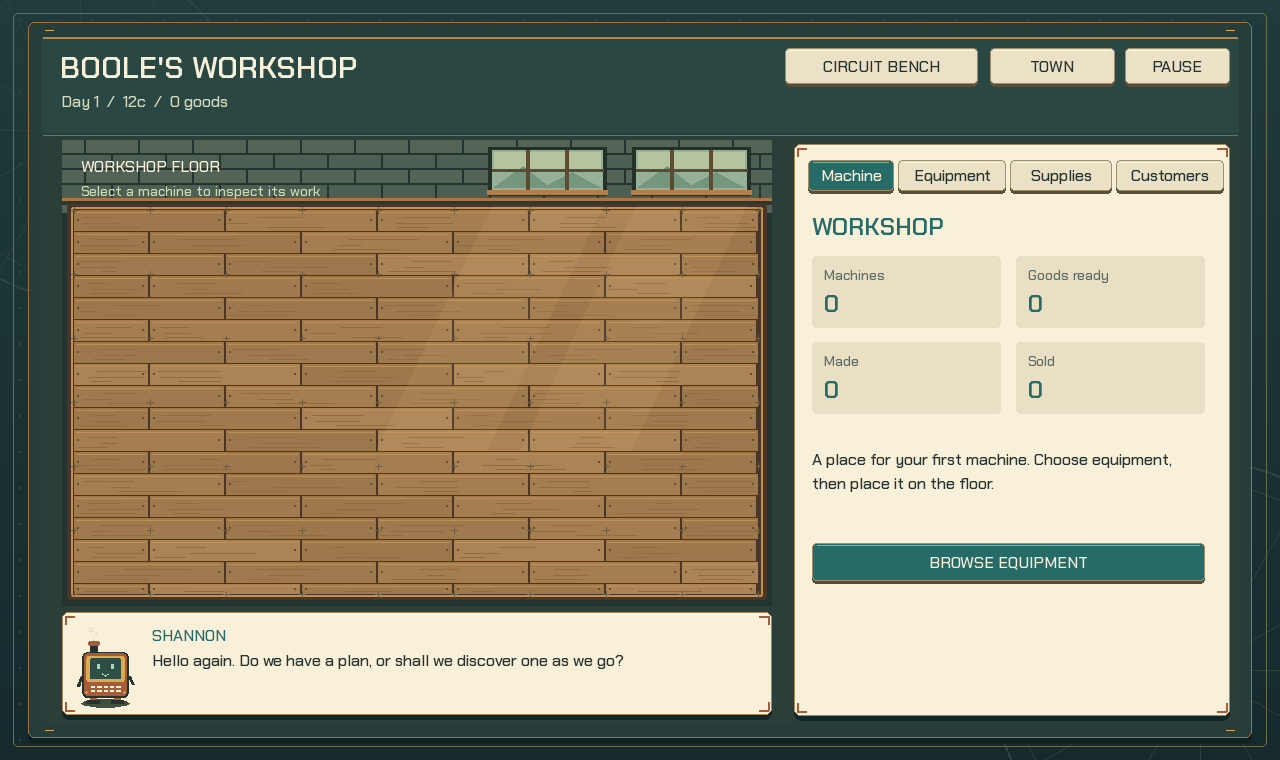 BOOLE'S WORKSHOP
Day 1 / 12c / 0 goods
CIRCUIT BENCH
TOWN
PAUSE
WORKSHOP FLOOR
Select a machine to inspect its work
Machine
Equipment
Supplies
Customers
WORKSHOP
Machines
0
Goods ready
0
Made
0
Sold
0
A place for your first machine. Choose equipment,
then place it on the floor.
BROWSE EQUIPMENT
SHANNON
Hello again. Do we have a plan, or shall we discover one as we go?